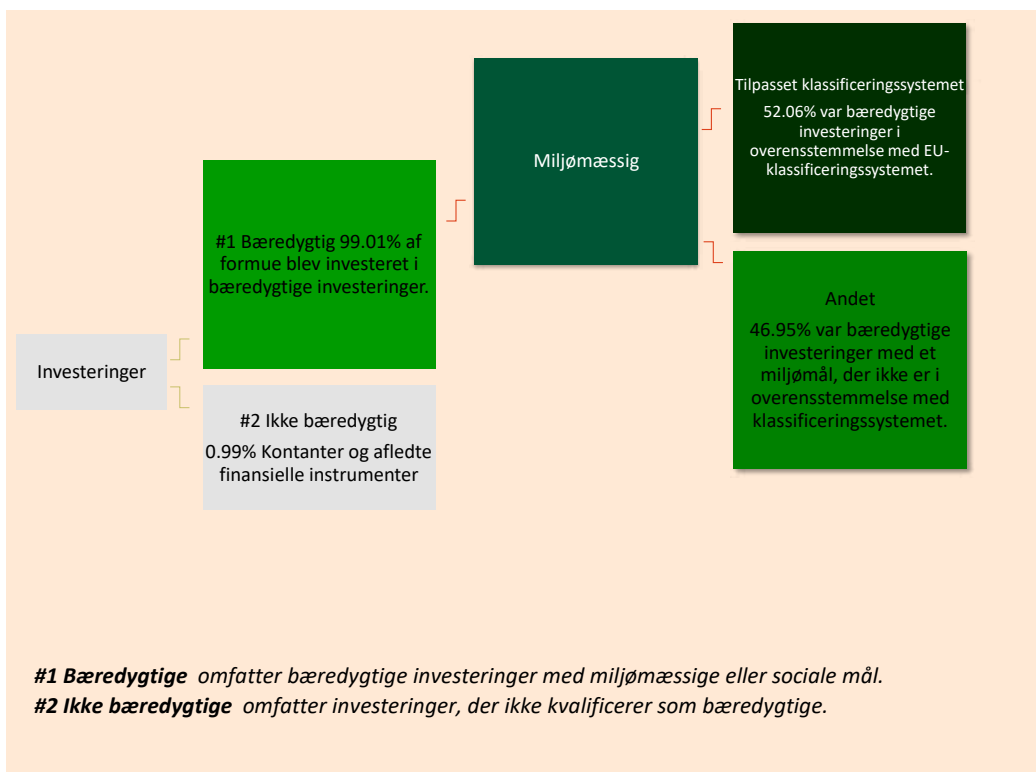 Investeringer
#1 Bæredygtig 99.01% af
formue blev investeret i
bæredygtige investeringer.
#2 Ikke bæredygtig
0.99% Kontanter og afledte
finansielle instrumenter
Miljømæssig
Tilpasset klassificeringssystemet
52.06% var bæredygtige
investeringer i
overensstemmelse med EU-
klassificeringssystemet.
Andet
46.95% var bæredygtige
investeringer med et
miljømål, der ikke er i
overensstemmelse med
klassificeringssystemet.
#1 Bæredygtige omfatter bæredygtige investeringer med miljømæssige eller sociale mål.
#2 Ikke bæredygtige omfatter investeringer, der ikke kvalificerer som bæredygtige.